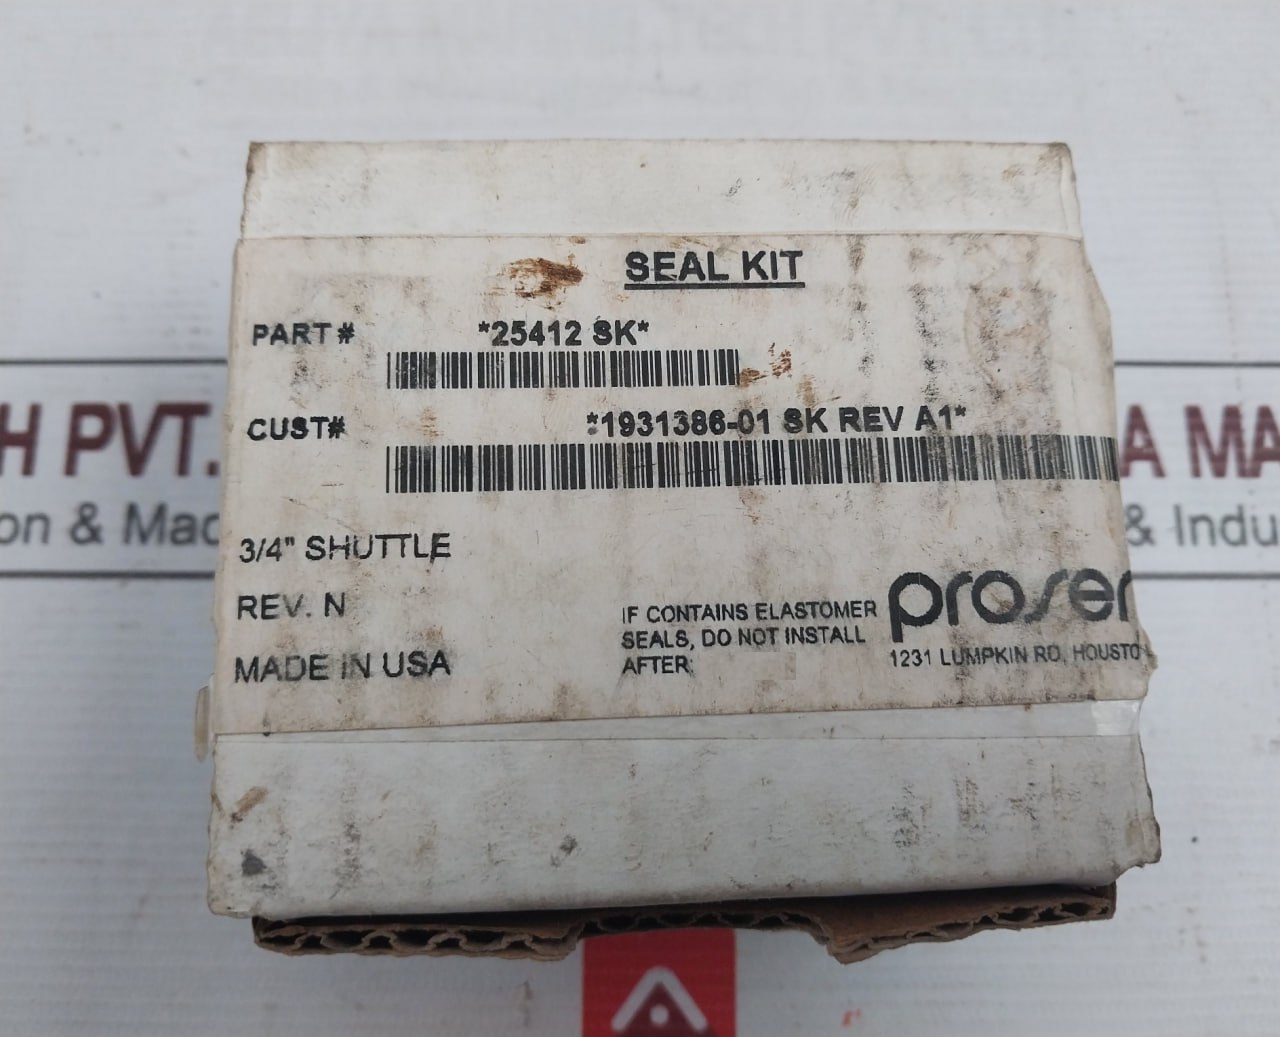 SEAL KIT
PART # *25412 SK*
CUST# *1931386-01 SK REV A1*
3/4" SHUTTLE
REV. N
MADE IN USA
IF CONTAINS ELASTOMER
SEALS, DO NOT INSTALL
AFTER:
proser
1231 LUMPKIN RD, HOUSTO
H PVT.
on & Mac
A MA
& Indu